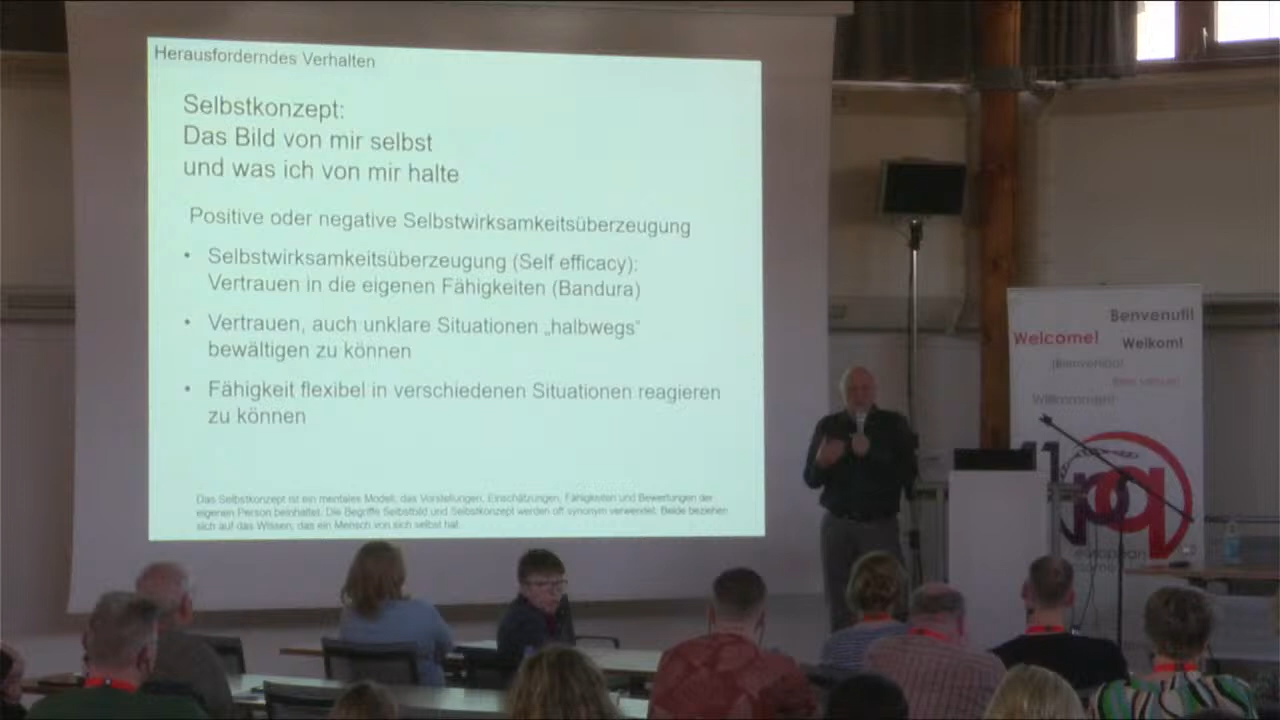 Herausforderndes Verhalten
Selbstkonzept:
Das Bild von mir selbst
und was ich von mir halte
Positive oder negative Selbstwirksamkeitsüberzeugung
• Selbstwirksamkeitsüberzeugung (Self efficacy):
Vertrauen in die eigenen Fähigkeiten (Bandura)
• Vertrauen, auch unklare Situationen „halbwegs“
bewältigen zu können
• Fähigkeit flexibel in verschiedenen Situationen reagieren
zu können
Das Selbstkonzept ist ein mentales Modell, das Vorstellungen, Einschätzungen, Fähigkeiten und Bewertungen der
eigenen Person beinhaltet. Die Begriffe Selbstbild und Selbstkonzept werden oft synonym verwendet. Beide beziehen
sich auf das Wissen, das ein Mensch von sich selbst hat.
Benvenuti!
Welcome!
Welkom!
¡Bienvenido!
Willkommen!
european